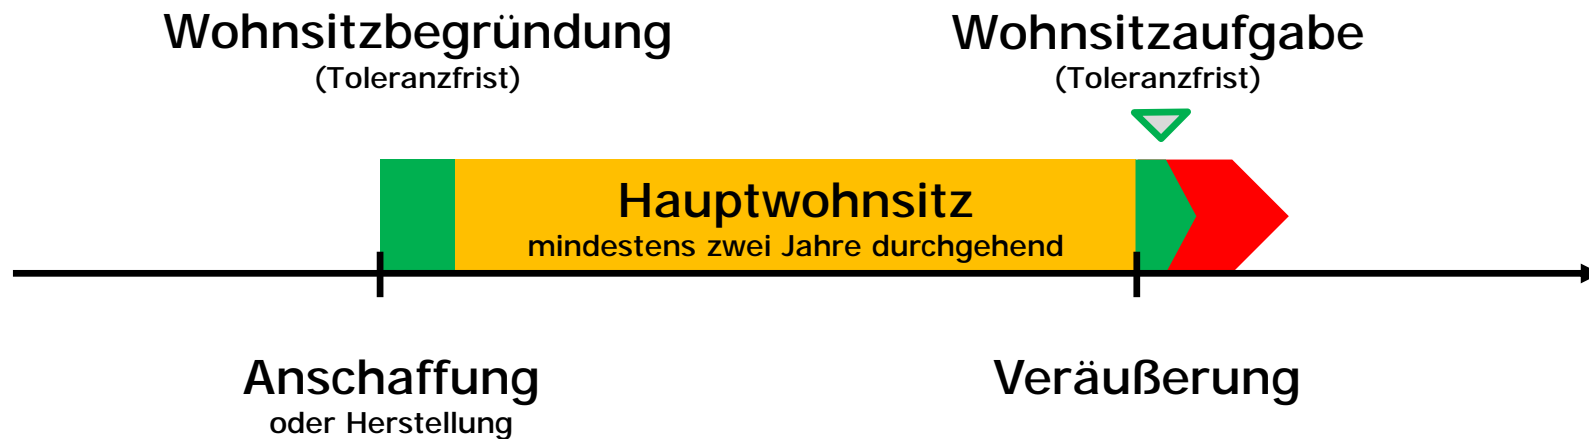 Wohnsitzbegründung
(Toleranzfrist)
Wohnsitzaufgabe
(Toleranzfrist)
Hauptwohnsitz
mindestens zwei Jahre durchgehend
Anschaffung
oder Herstellung
Veräußerung